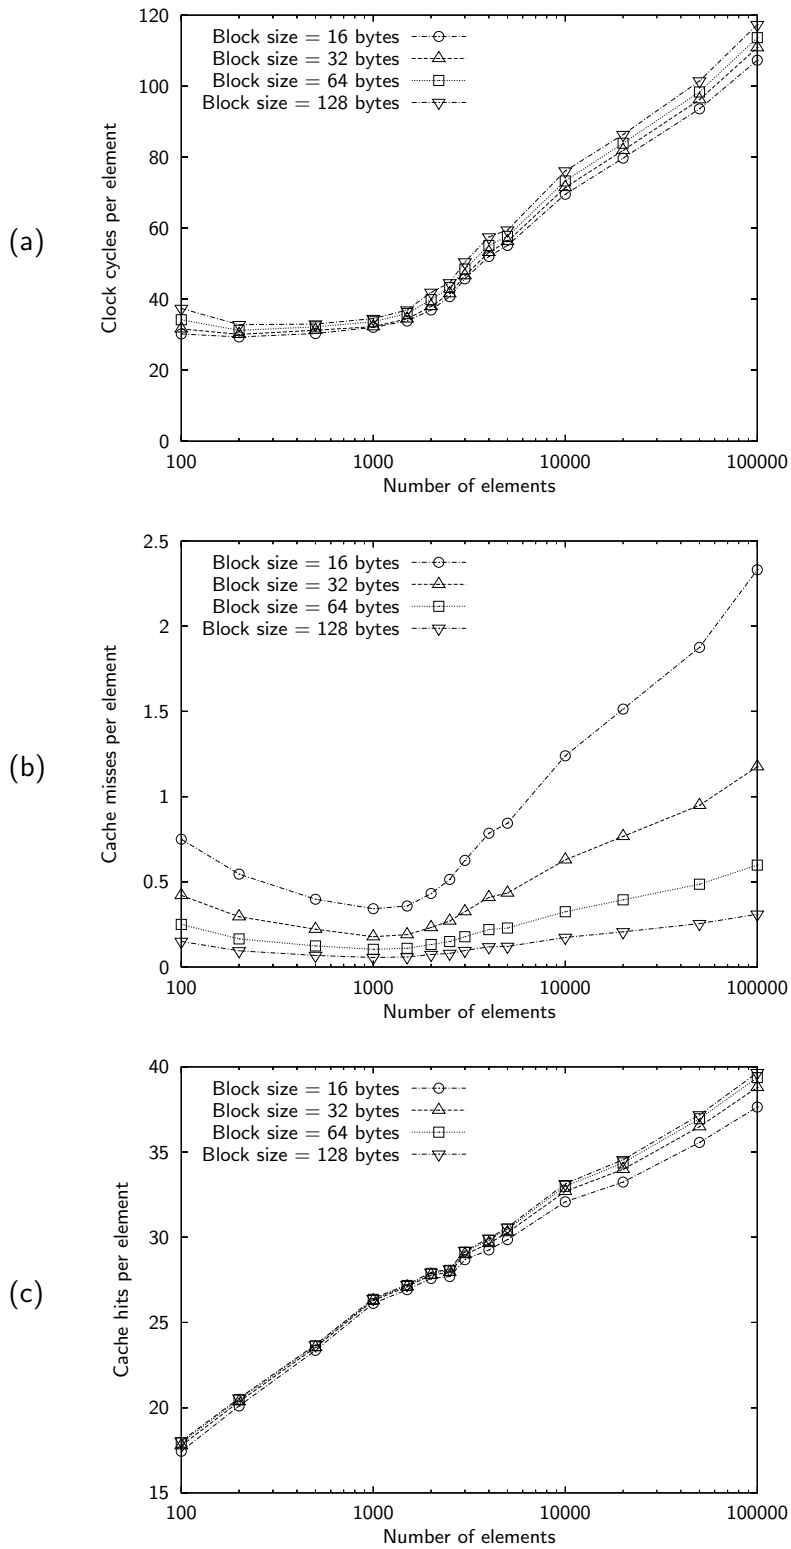 (a)
Clock cycles per element
120
100
80
60
40
20
0
Block size = 16 bytes
Block size = 32 bytes
Block size = 64 bytes
Block size = 128 bytes
100 1000 10000 100000
Number of elements
(b)
Cache misses per element
2.5
2
1.5
1
0.5
0
Block size = 16 bytes
Block size = 32 bytes
Block size = 64 bytes
Block size = 128 bytes
100 1000 10000 100000
Number of elements
(c)
Cache hits per element
40
35
30
25
20
15
Block size = 16 bytes
Block size = 32 bytes
Block size = 64 bytes
Block size = 128 bytes
100 1000 10000 100000
Number of elements